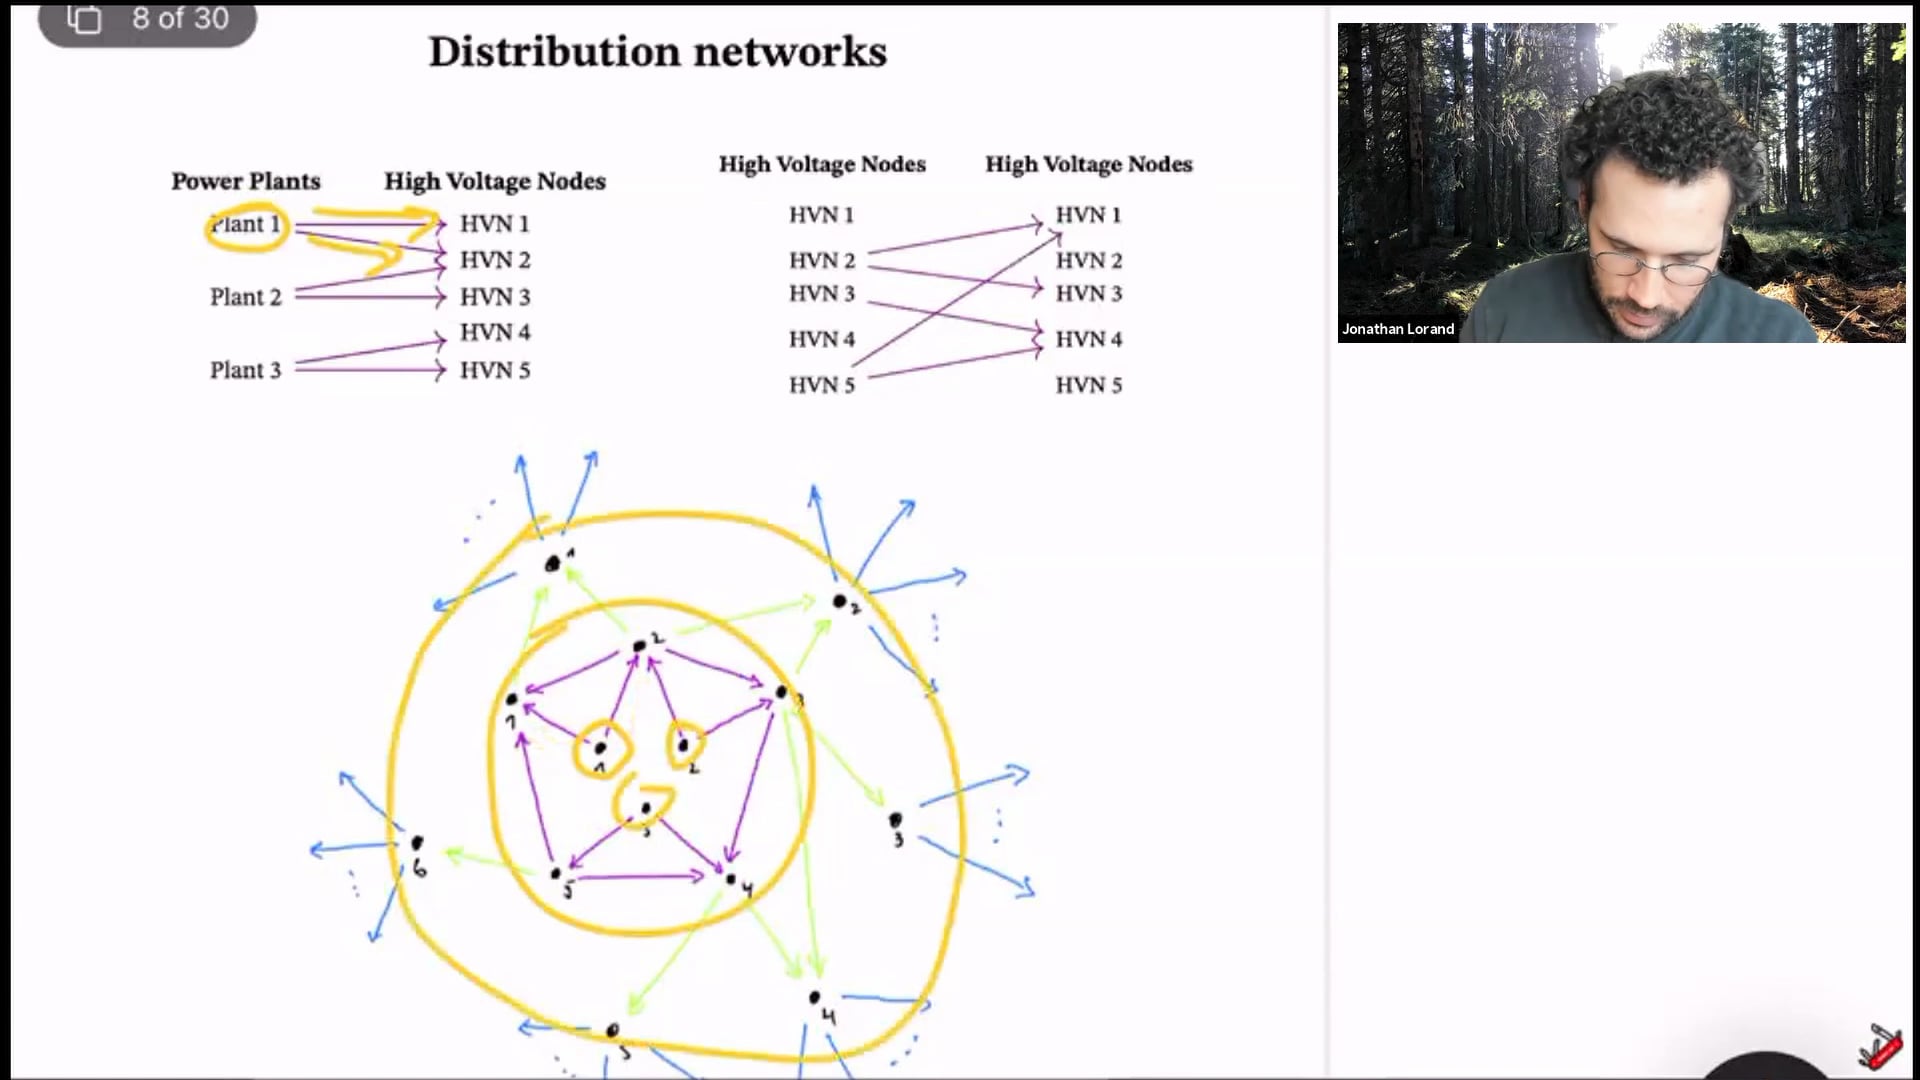 8 of 30
Distribution networks
Power Plants High Voltage Nodes
Plant 1 HVN 1
HVN 2
Plant 2 HVN 3
HVN 4
Plant 3 HVN 5
High Voltage Nodes High Voltage Nodes
HVN 1 HVN 1
HVN 2 HVN 2
HVN 3 HVN 3
HVN 4 HVN 4
HVN 5 HVN 5
Jonathan Lorand
1
2
2
3
1
1
2
3
3
6
5
4
4
5